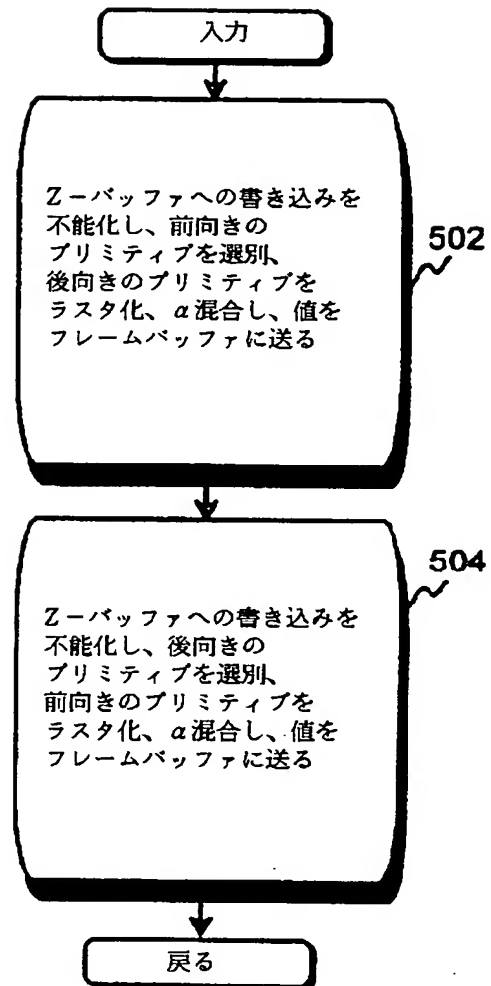 入力
Z－バッファへの書き込みを
不能化し、前向きの
プリミティブを選別、
後向きのプリミティブを
ラスタ化、α混合し、値を
フレームバッファに送る
502
Z－バッファへの書き込みを
不能化し、後向きの
プリミティブを選別、
前向きのプリミティブを
ラスタ化、α混合し、値を
フレームバッファに送る
504
戻る